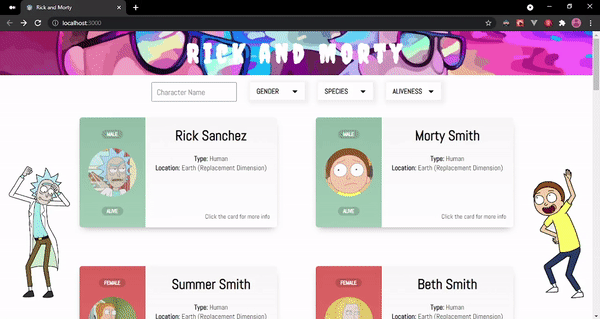 Rick and Morty
localhost:3000
RICK AND MORTY
Character Name
GENDER
SPECIES
ALIVENESS
MALE
Rick Sanchez
Type: Human
Location: Earth (Replacement Dimension)
ALIVE
Click the card for more info
MALE
Morty Smith
Type: Human
Location: Earth (Replacement Dimension)
ALIVE
Click the card for more info
FEMALE
Summer Smith
Type: Human
Location: Earth (Replacement Dimension)
FEMALE
Beth Smith
Type: Human
Location: Earth (Replacement Dimension)